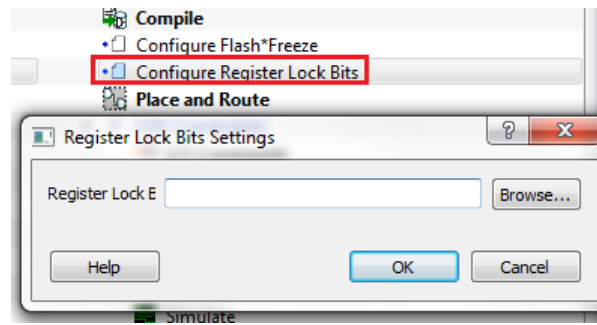 Compile
Configure Flash*Freeze
Configure Register Lock Bits
Place and Route
Register Lock Bits Settings
Register Lock B
Browse...
Help
OK
Cancel
Simulate